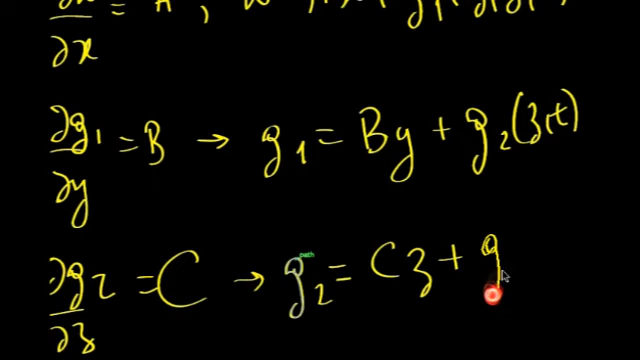 ∂x
∂g₁/∂y = B → g₁ = By + g₂(z,t)
∂g₂/∂z = C → g₂ = Cz + g